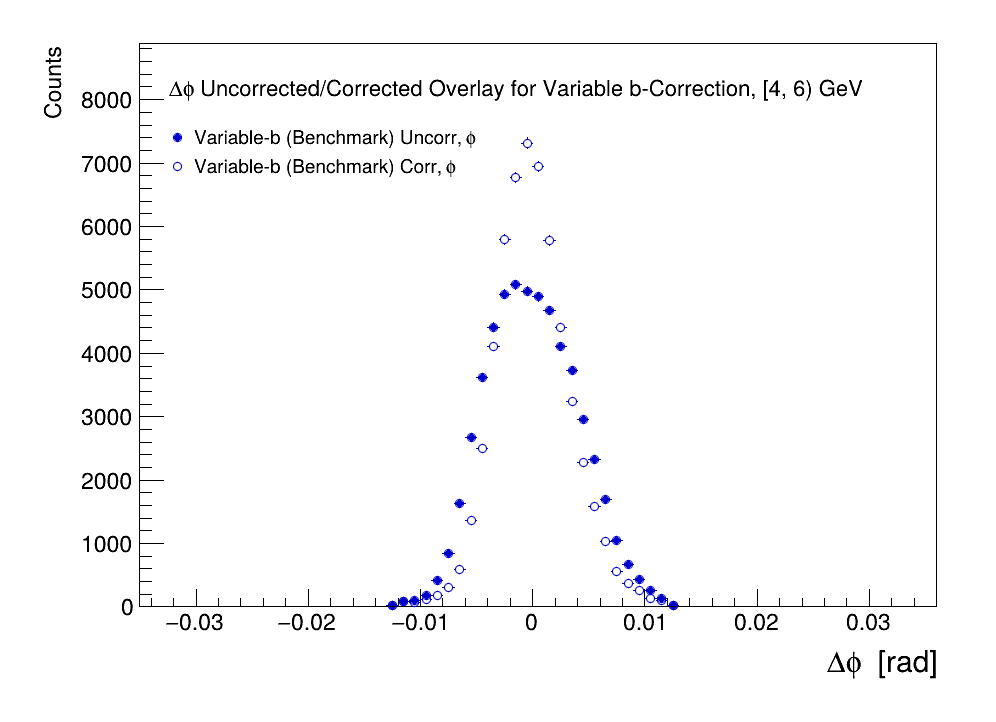 Counts
Δϕ Uncorrected/Corrected Overlay for Variable b-Correction, [4, 6) GeV
Variable-b (Benchmark) Uncorr, ϕ
Variable-b (Benchmark) Corr, ϕ
8000
7000
6000
5000
4000
3000
2000
1000
0
−0.03 −0.02 −0.01 0 0.01 0.02 0.03
Δϕ [rad]